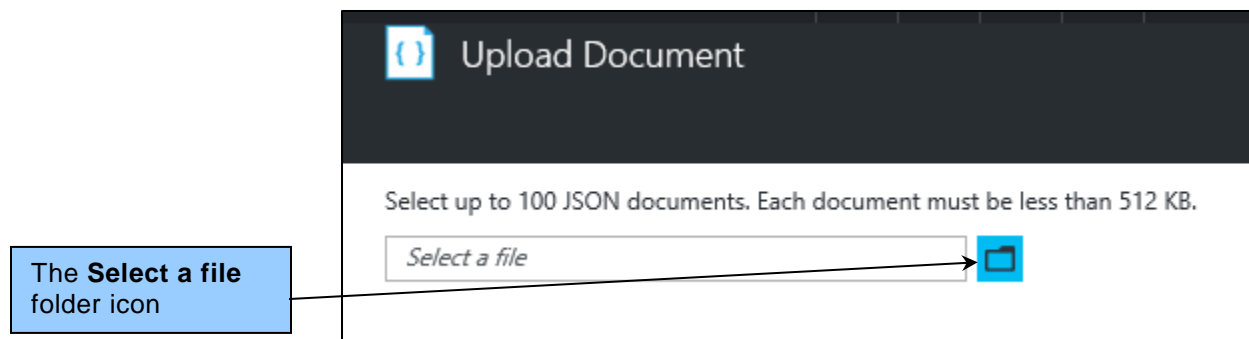 { } Upload Document
Select up to 100 JSON documents. Each document must be less than 512 KB.
Select a file
The Select a file
folder icon